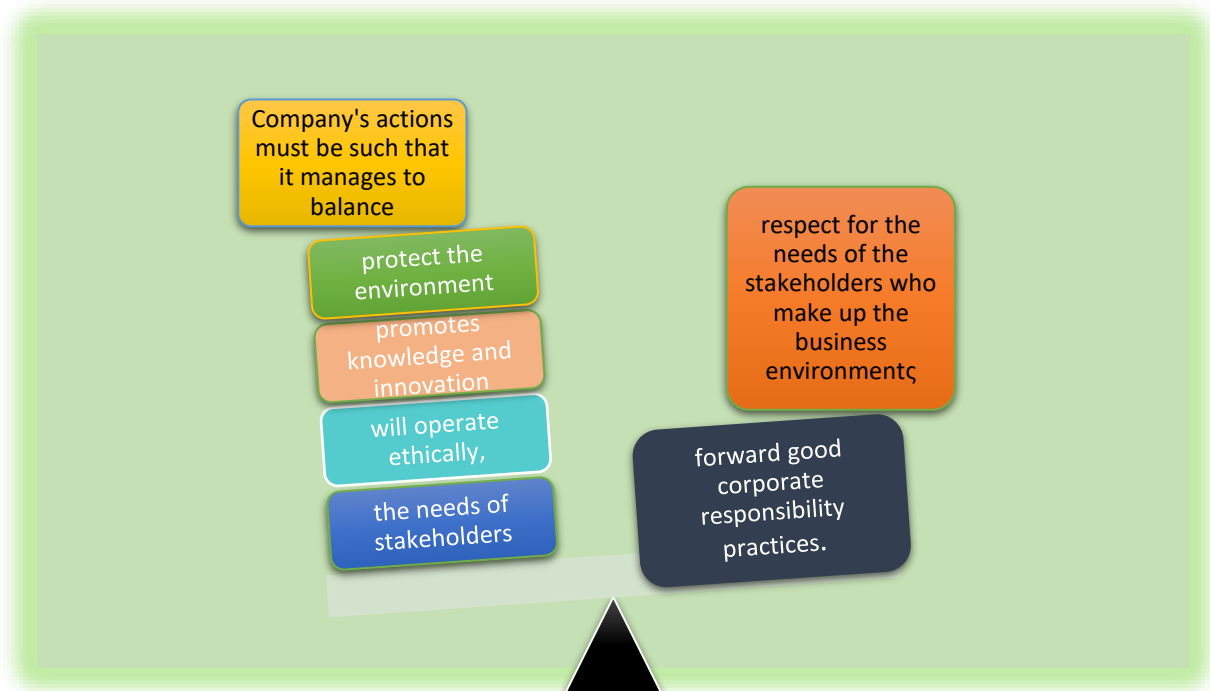 Company's actions
must be such that
it manages to
balance
protect the
environment
promotes
knowledge and
innovation
will operate
ethically,
the needs of
stakeholders
respect for the
needs of the
stakeholders who
make up the
business
environmentς
forward good
corporate
responsibility
practices.